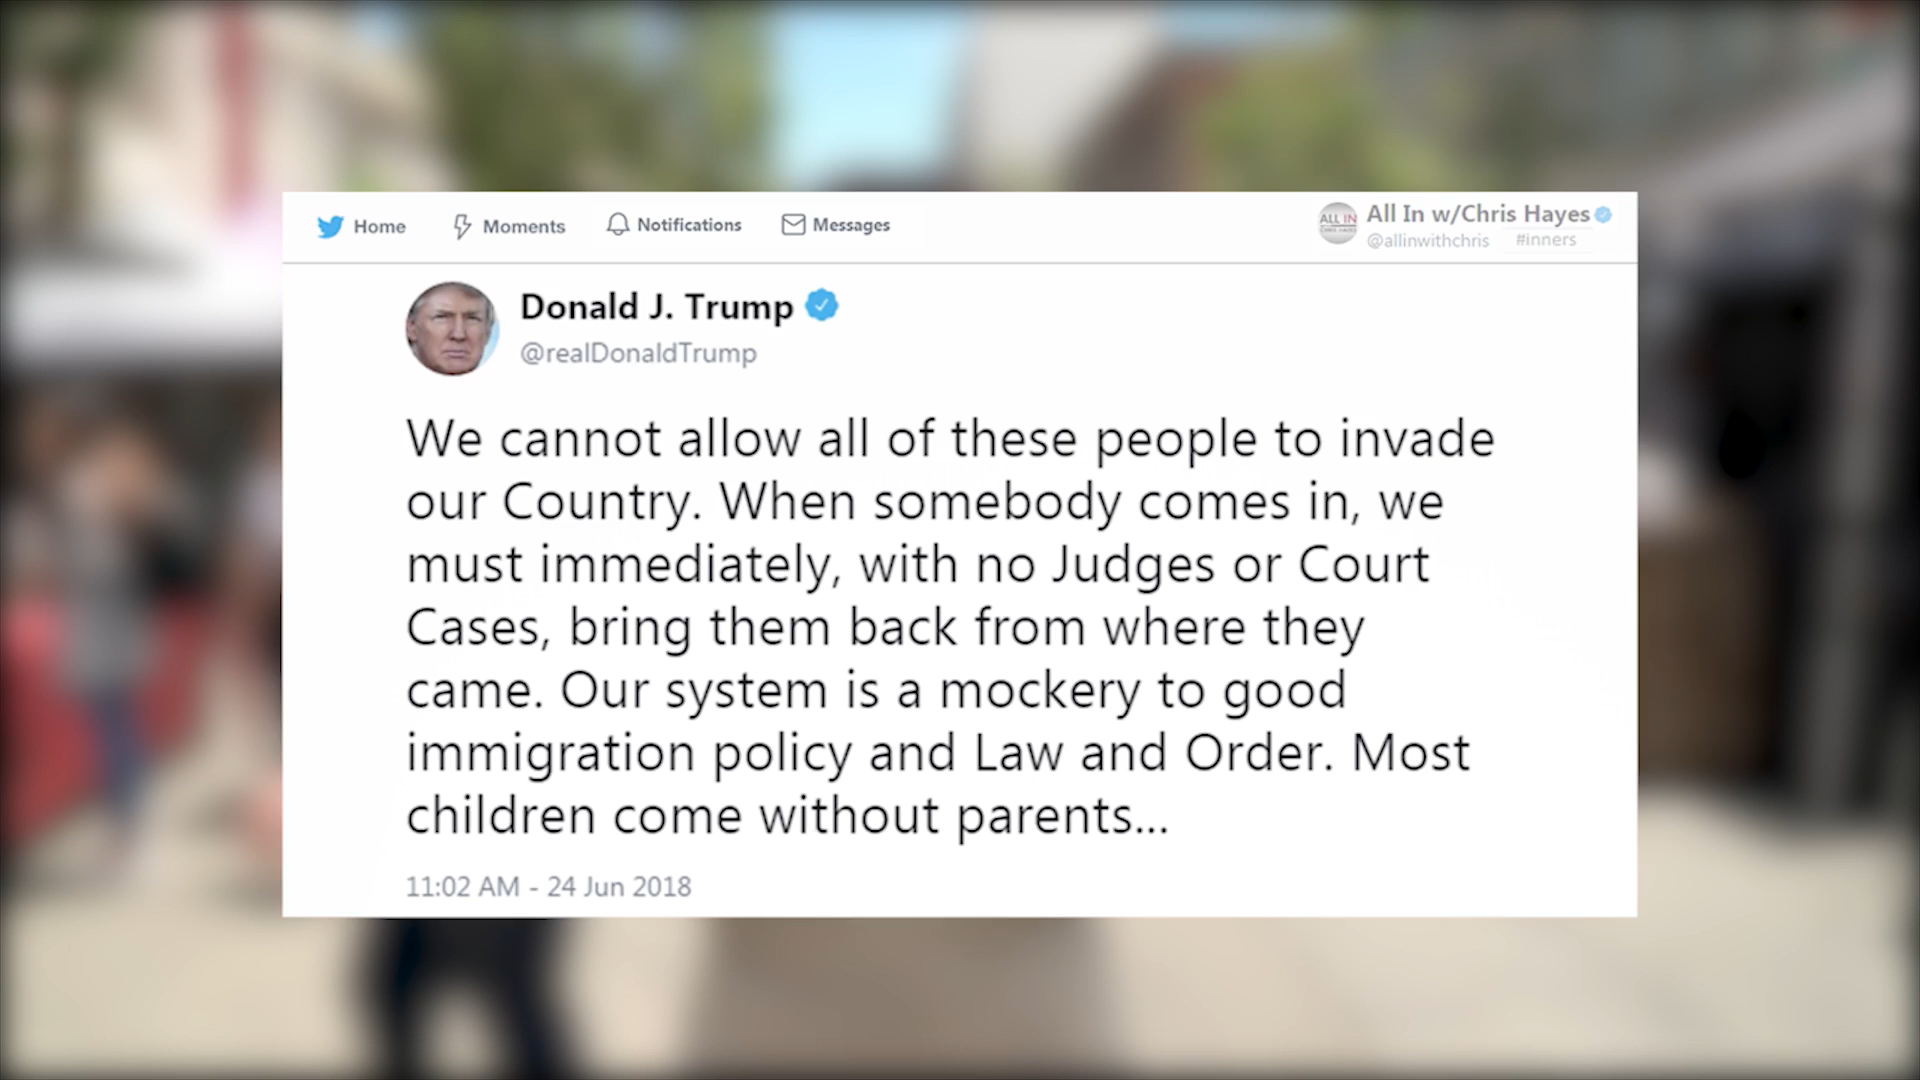 Home Moments Notifications Messages
ALL IN All In w/Chris Hayes
@allinwithchris #inners
Donald J. Trump
@realDonaldTrump
We cannot allow all of these people to invade
our Country. When somebody comes in, we
must immediately, with no Judges or Court
Cases, bring them back from where they
came. Our system is a mockery to good
immigration policy and Law and Order. Most
children come without parents...
11:02 AM - 24 Jun 2018